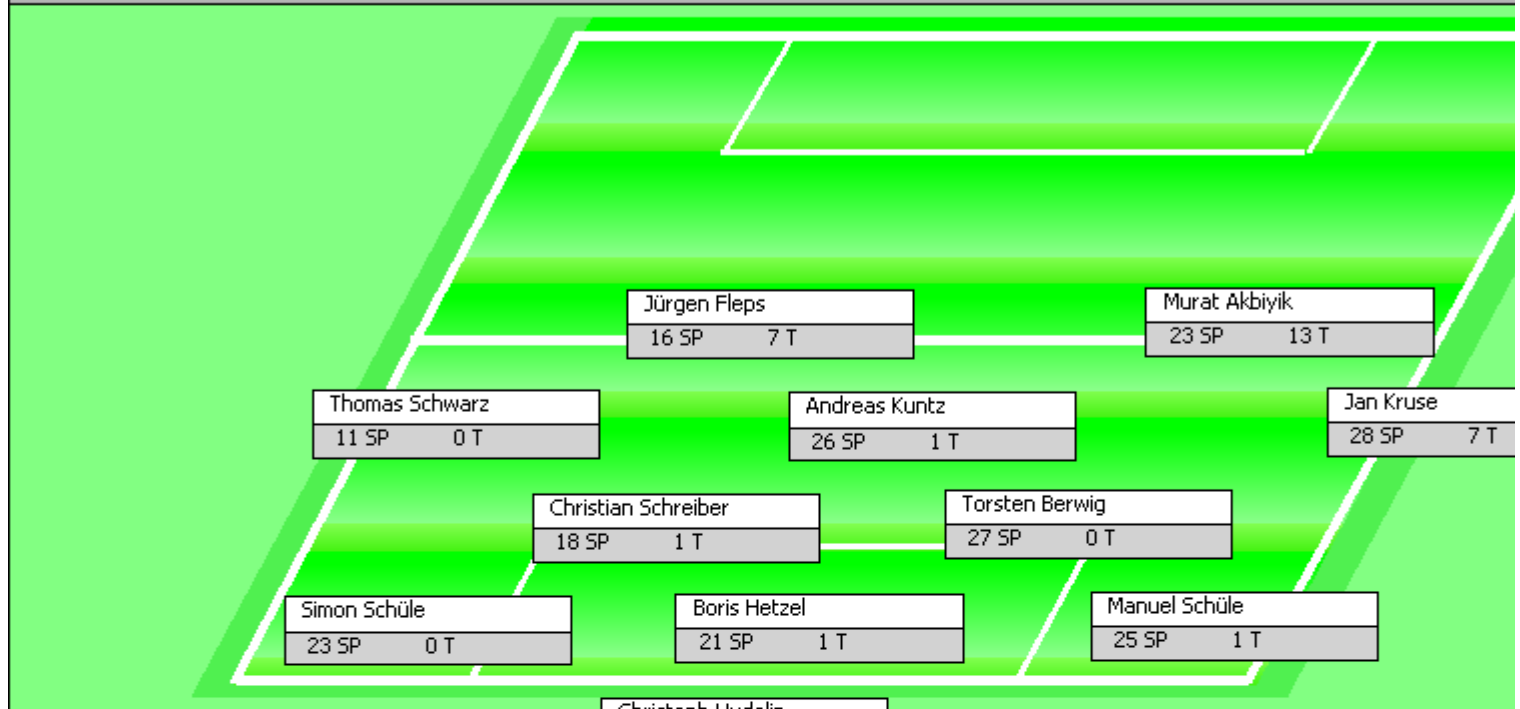 Jürgen Fleps
16 SP 7 T
Murat Akbiyik
23 SP 13 T
Thomas Schwarz
11 SP 0 T
Andreas Kuntz
26 SP 1 T
Jan Kruse
28 SP 7 T
Christian Schreiber
18 SP 1 T
Torsten Berwig
27 SP 0 T
Simon Schüle
23 SP 0 T
Boris Hetzel
21 SP 1 T
Manuel Schüle
25 SP 1 T
Christoph